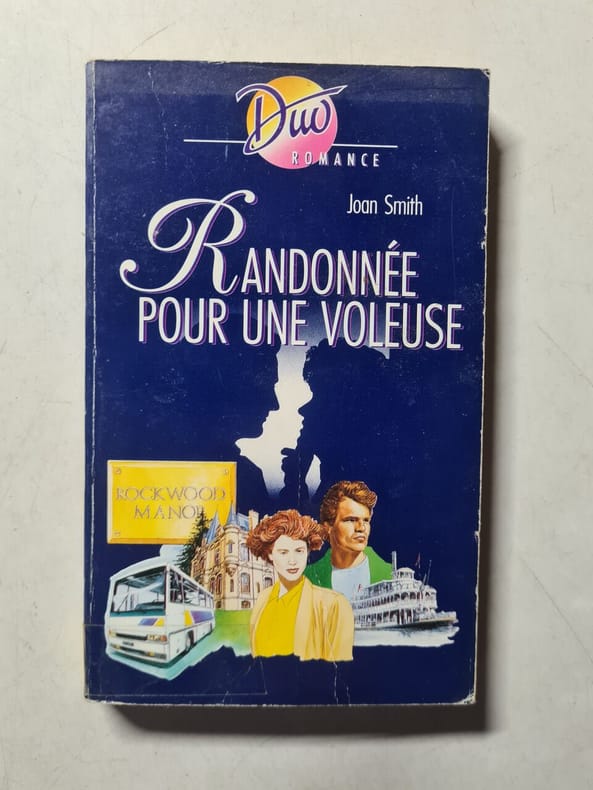 Duo
ROMANCE
Joan Smith
RANDONNÉE
POUR UNE VOLEUSE
ROCKWOOD
MANOR